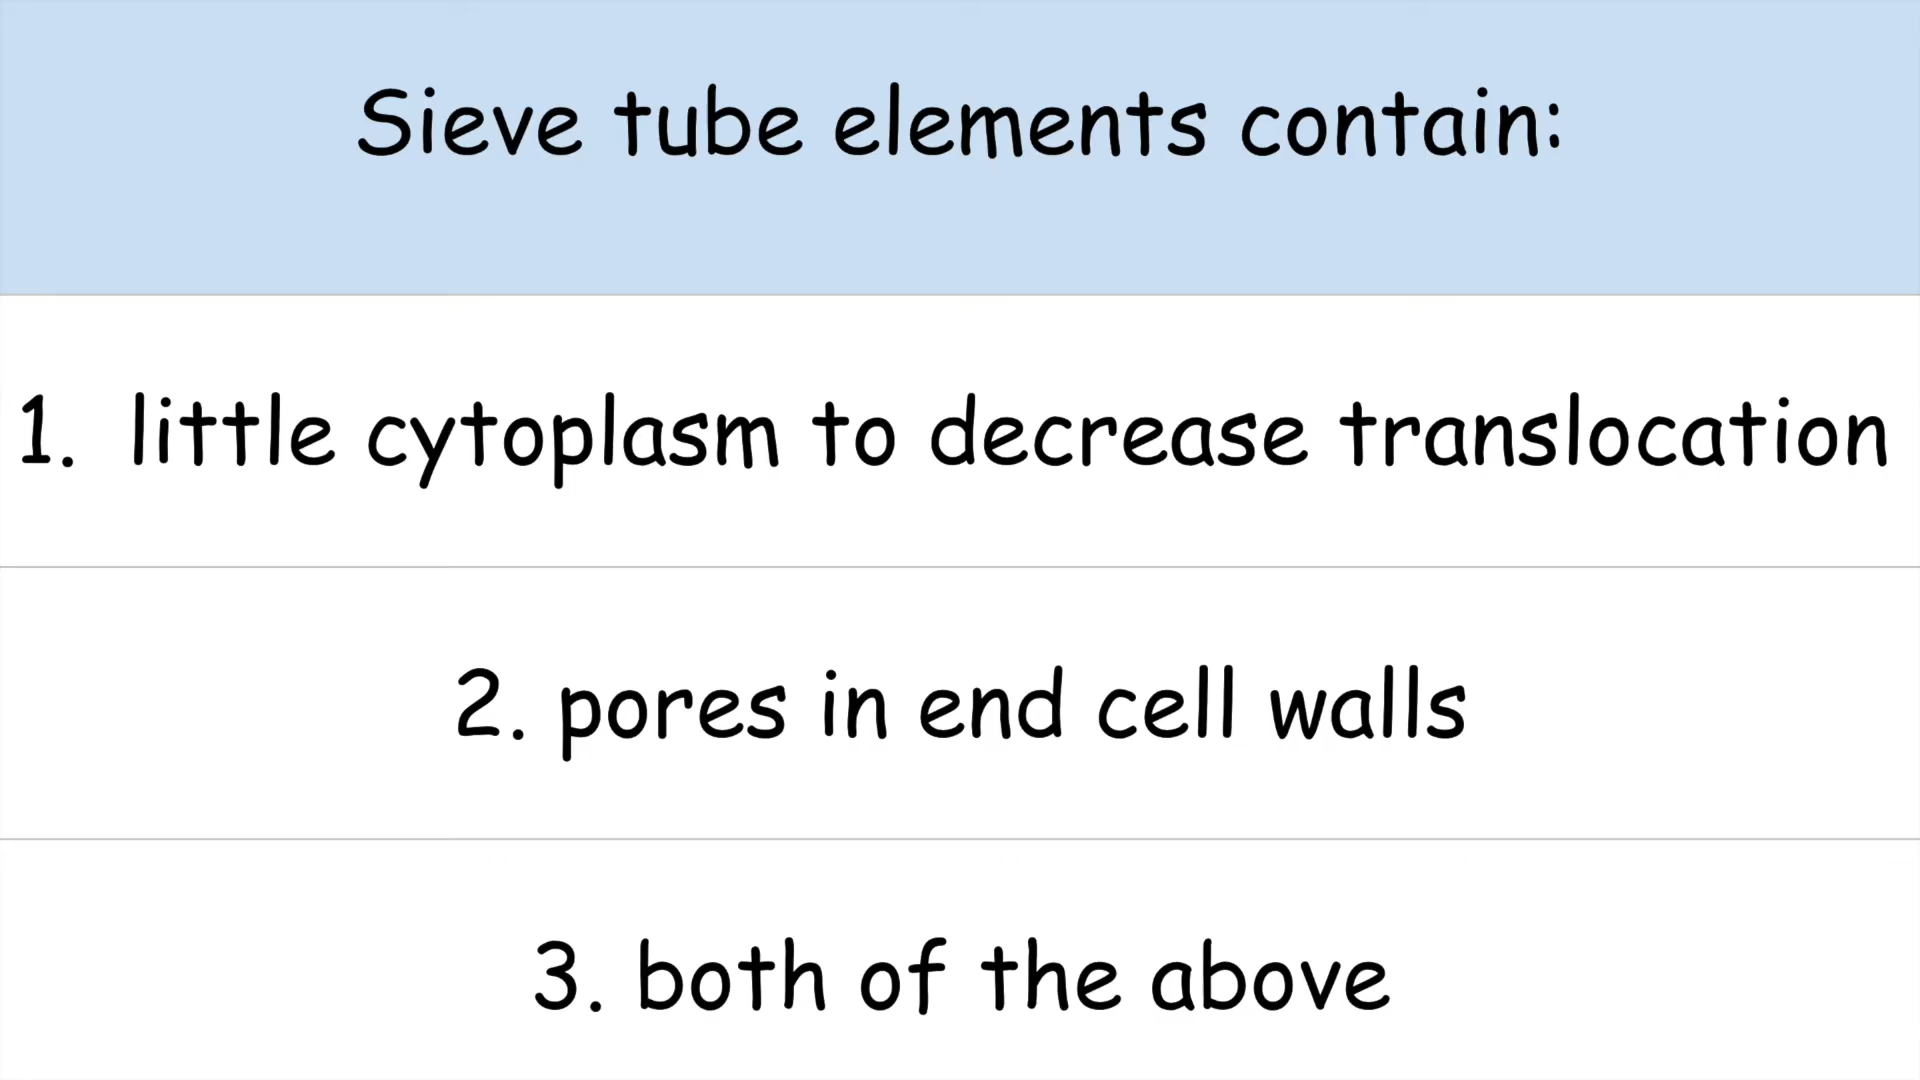 Sieve tube elements contain:
1. little cytoplasm to decrease translocation
2. pores in end cell walls
3. both of the above